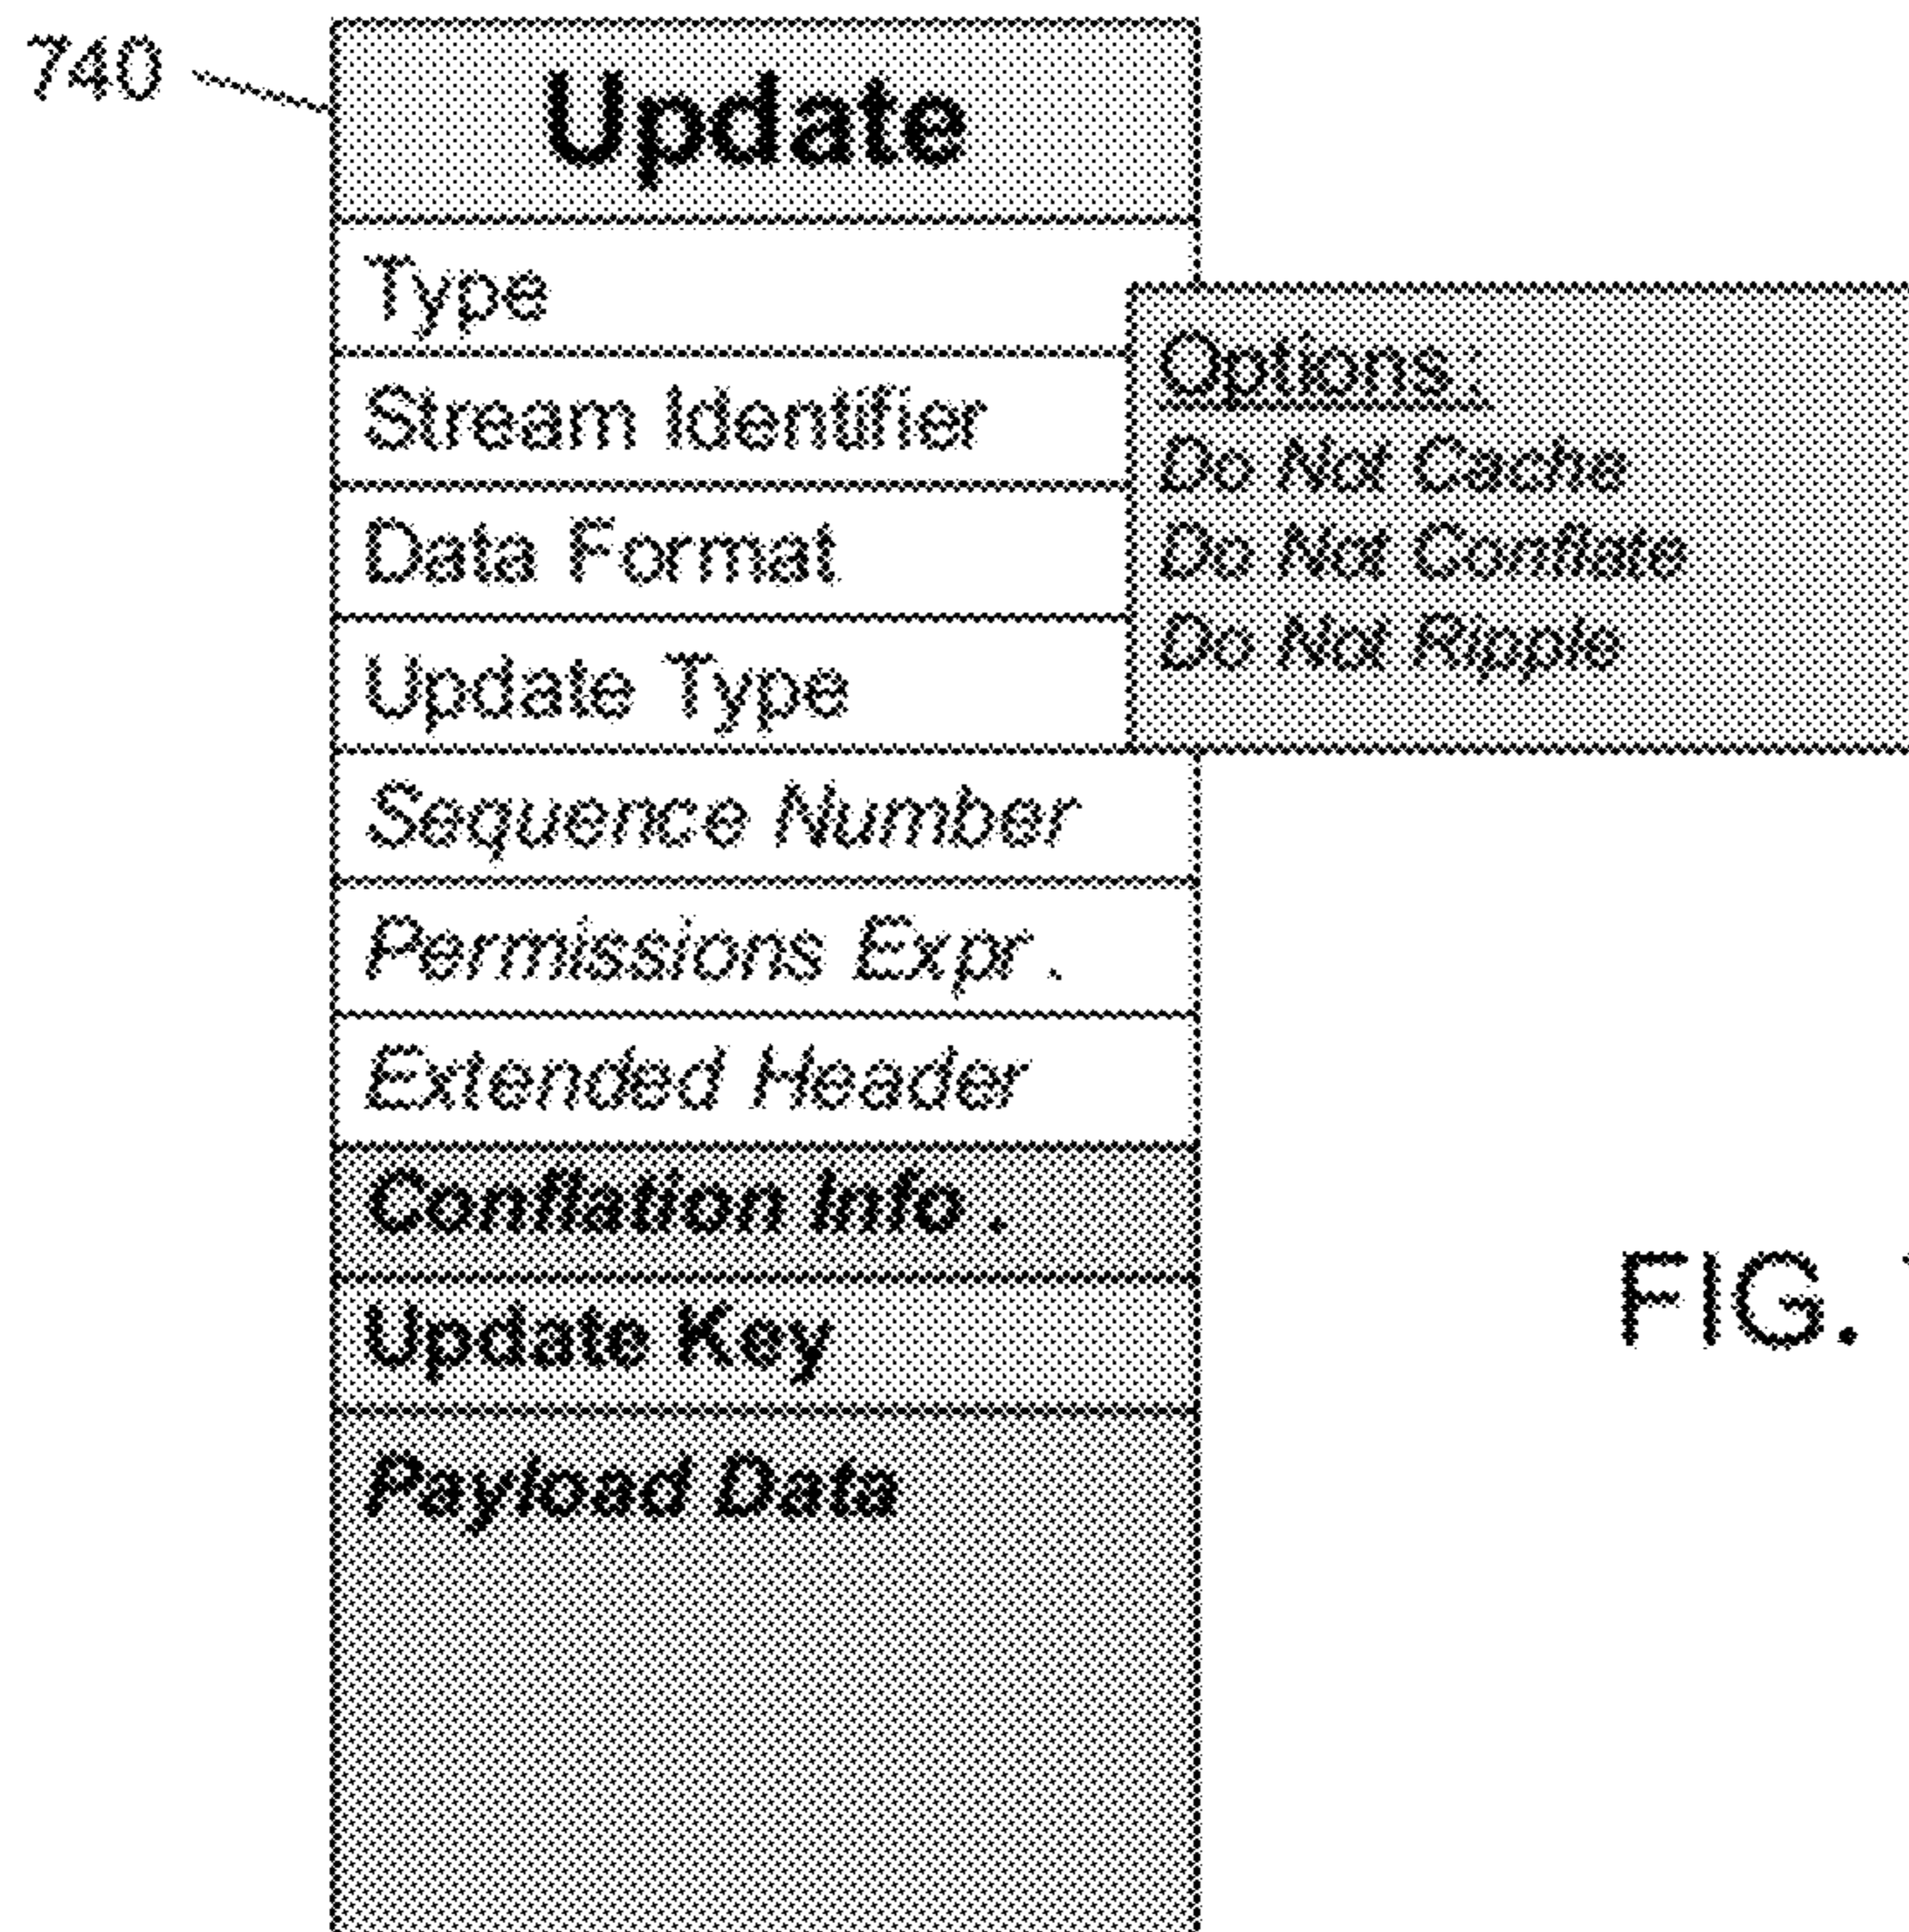 740
Update
Type
Stream Identifier
Data Format
Update Type
Options:
Do Not Cache
Do Not Conflate
Do Not Ripple
Sequence Number
Permissions Expr.
Extended Header
Conflation Info.
Update Key
Payload Data
FIG.